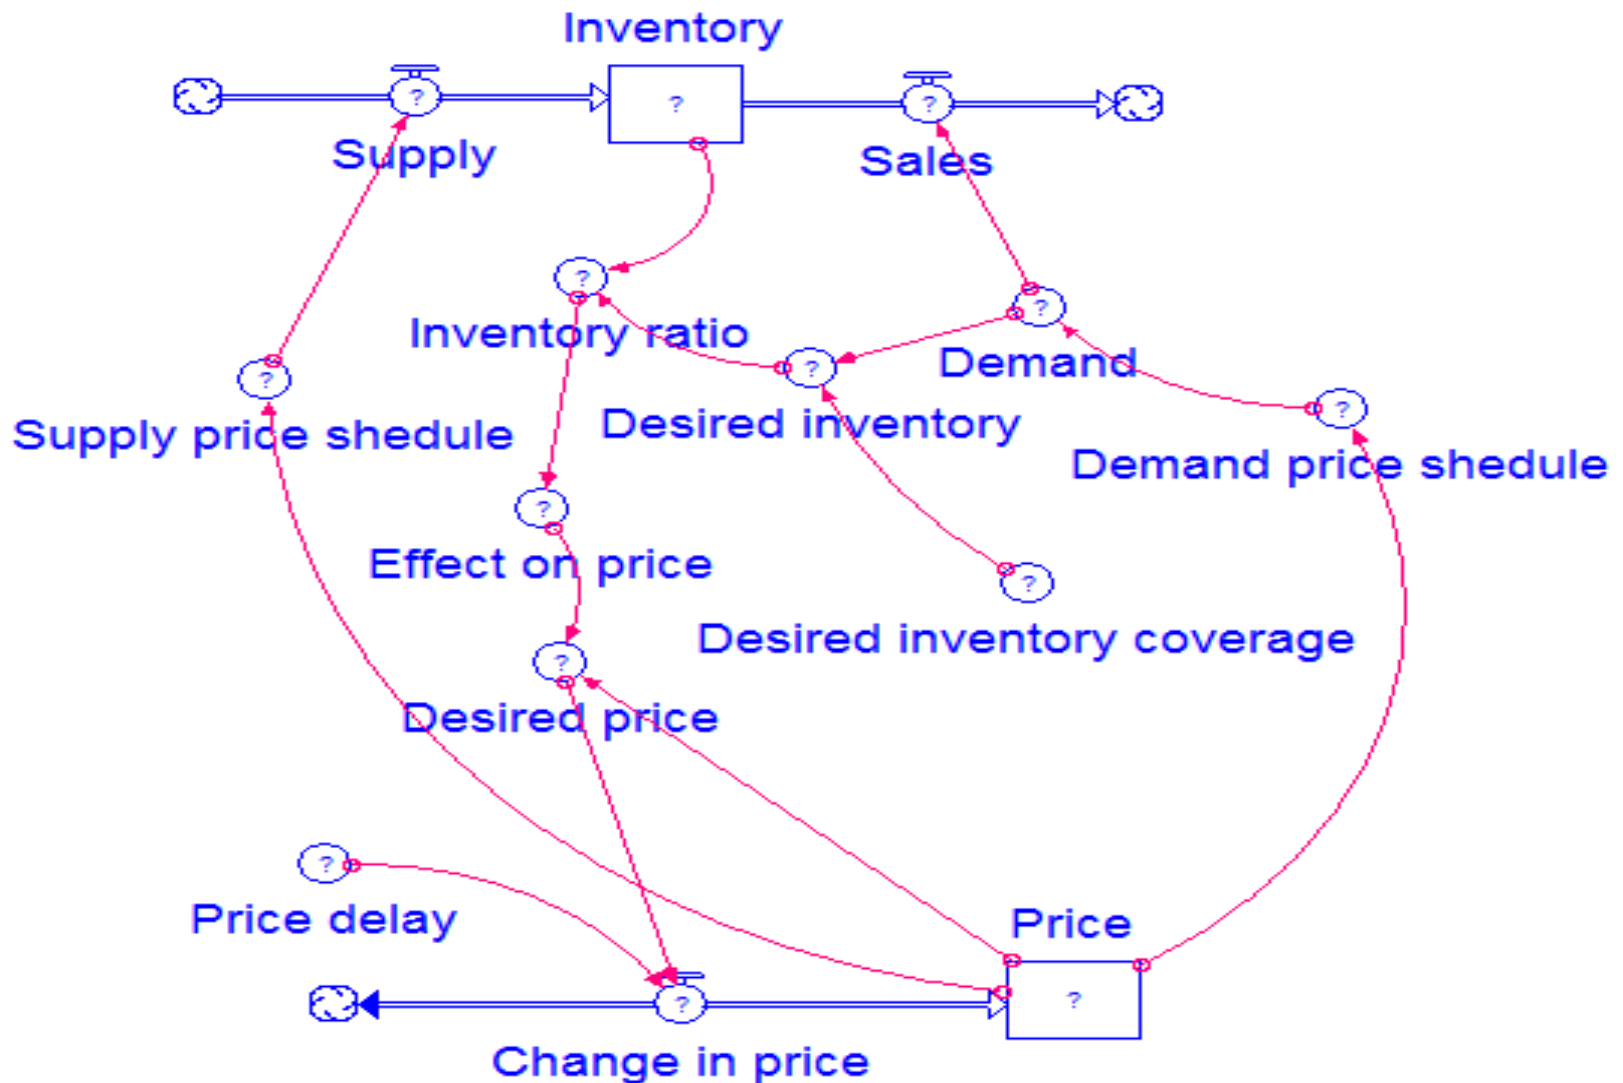 Inventory
?
?
?
Supply
Sales
?
?
Inventory ratio
Demand
?
?
?
Supply price shedule
Desired inventory
Demand price shedule
?
Effect on price
?
Desired inventory coverage
?
Desired price
?
Price delay
Price
?
?
Change in price